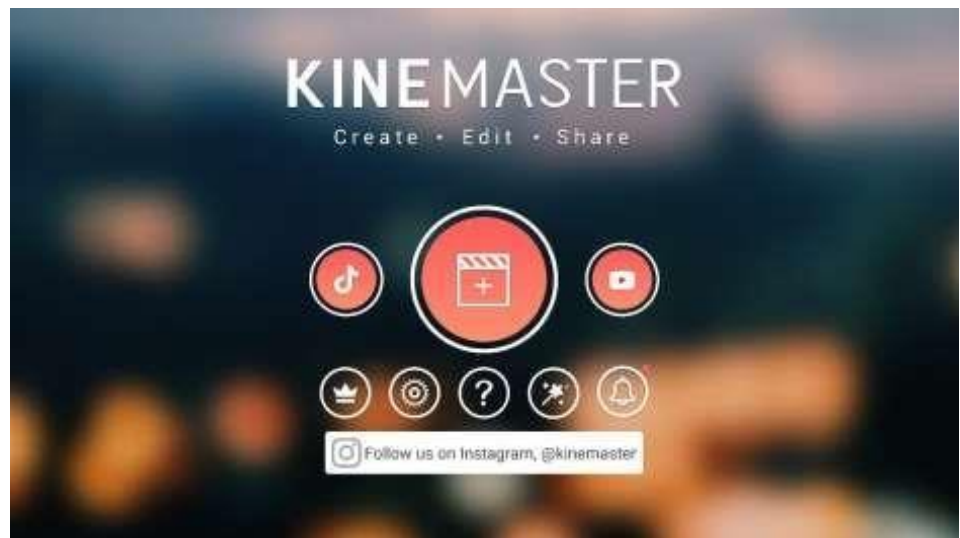 KINEMASTER
Create • Edit • Share
?
Follow us on Instagram, @kinemaster